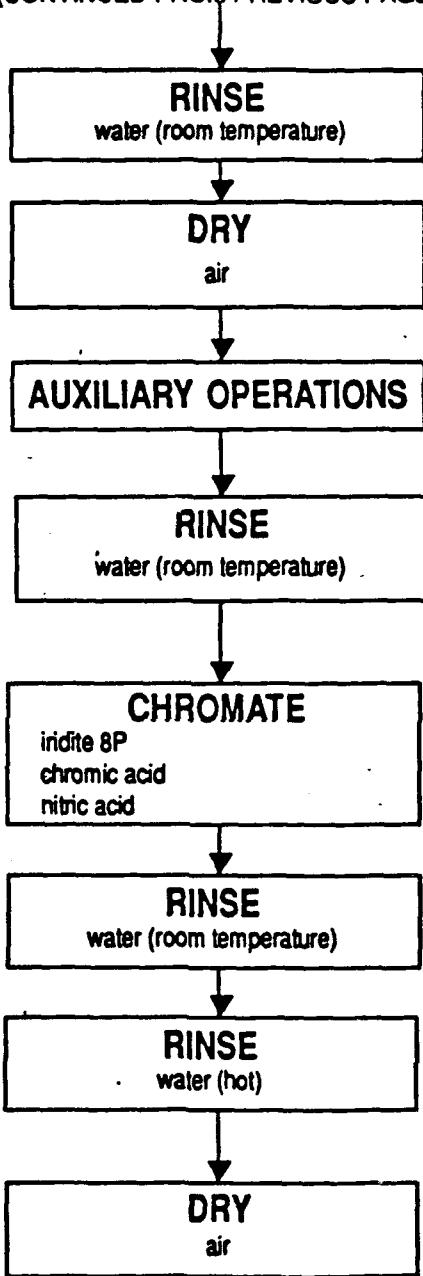 RINSE
water (room temperature)
DRY
air
AUXILIARY OPERATIONS
RINSE
water (room temperature)
CHROMATE
iridite 8P
chromic acid
nitric acid
RINSE
water (room temperature)
RINSE
water (hot)
DRY
air